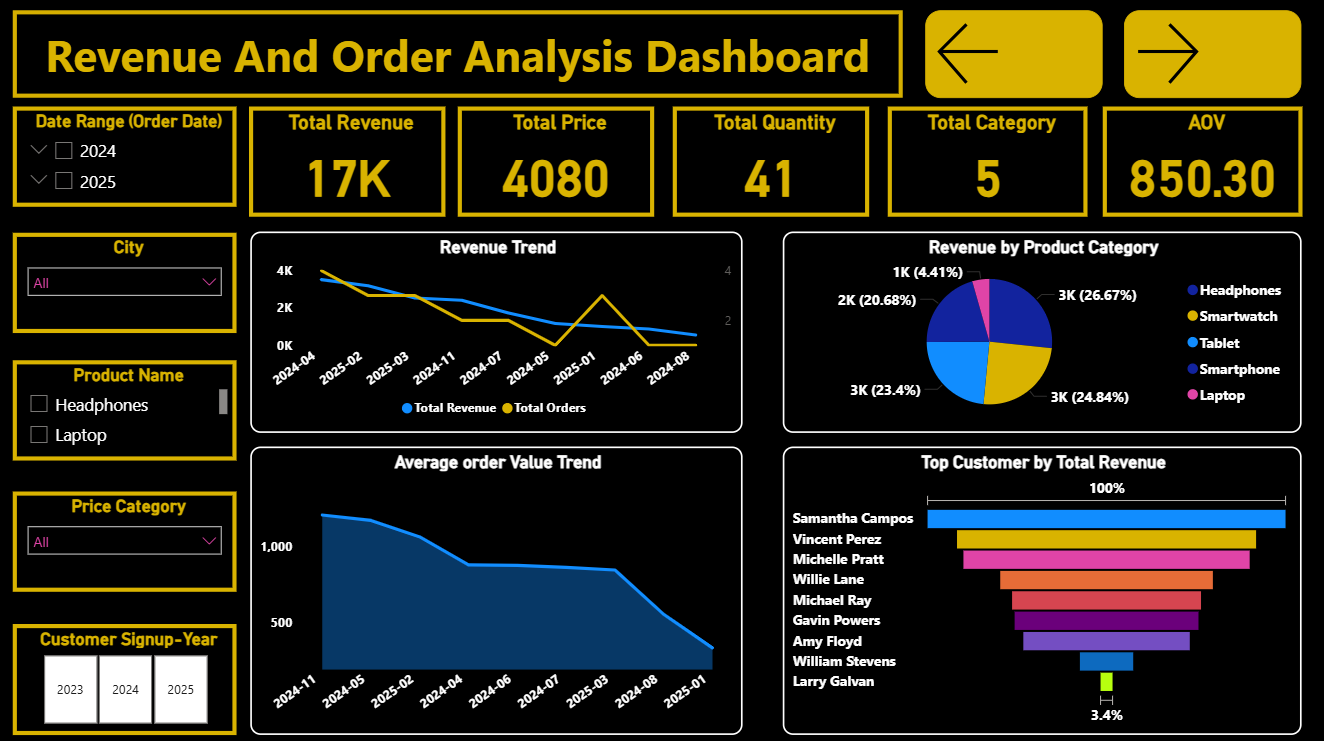 Revenue And Order Analysis Dashboard
Date Range (Order Date)
2024
2025
Total Revenue
17K
Total Price
4080
Total Quantity
41
Total Category
5
AOV
850.30
City
All
Product Name
Headphones
Laptop
Price Category
All
Customer Signup-Year
2023
2024
2025
Revenue Trend
4K
2K
0K
4
2
2024-04
2025-02
2025-03
2024-11
2024-07
2024-05
2025-01
2024-06
2024-08
Total Revenue
Total Orders
Revenue by Product Category
1K (4.41%)
2K (20.68%)
3K (26.67%)
3K (23.4%)
3K (24.84%)
Headphones
Smartwatch
Tablet
Smartphone
Laptop
Average order Value Trend
1,000
500
2024-11
2024-05
2025-02
2024-04
2024-06
2024-07
2025-03
2024-08
2025-01
Top Customer by Total Revenue
100%
Samantha Campos
Vincent Perez
Michelle Pratt
Willie Lane
Michael Ray
Gavin Powers
Amy Floyd
William Stevens
Larry Galvan
3.4%